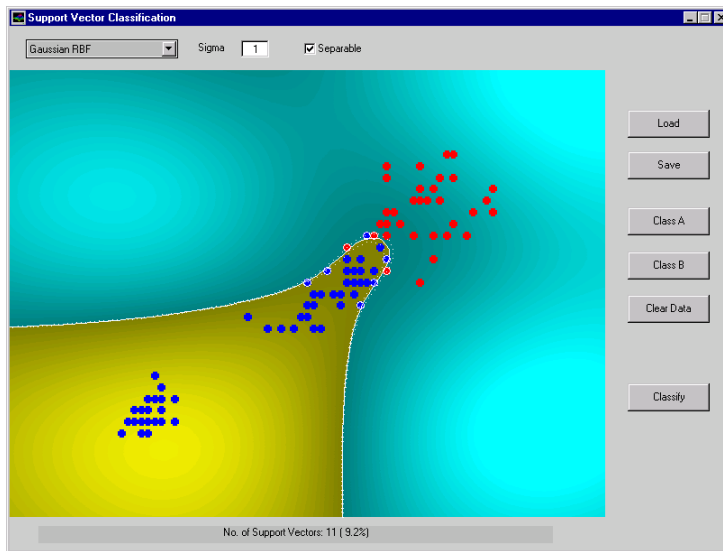 Support Vector Classification
Gaussian RBF
Sigma
1
Separable
Load
Save
Class A
Class B
Clear Data
Classify
No. of Support Vectors: 11 ( 9.2%)